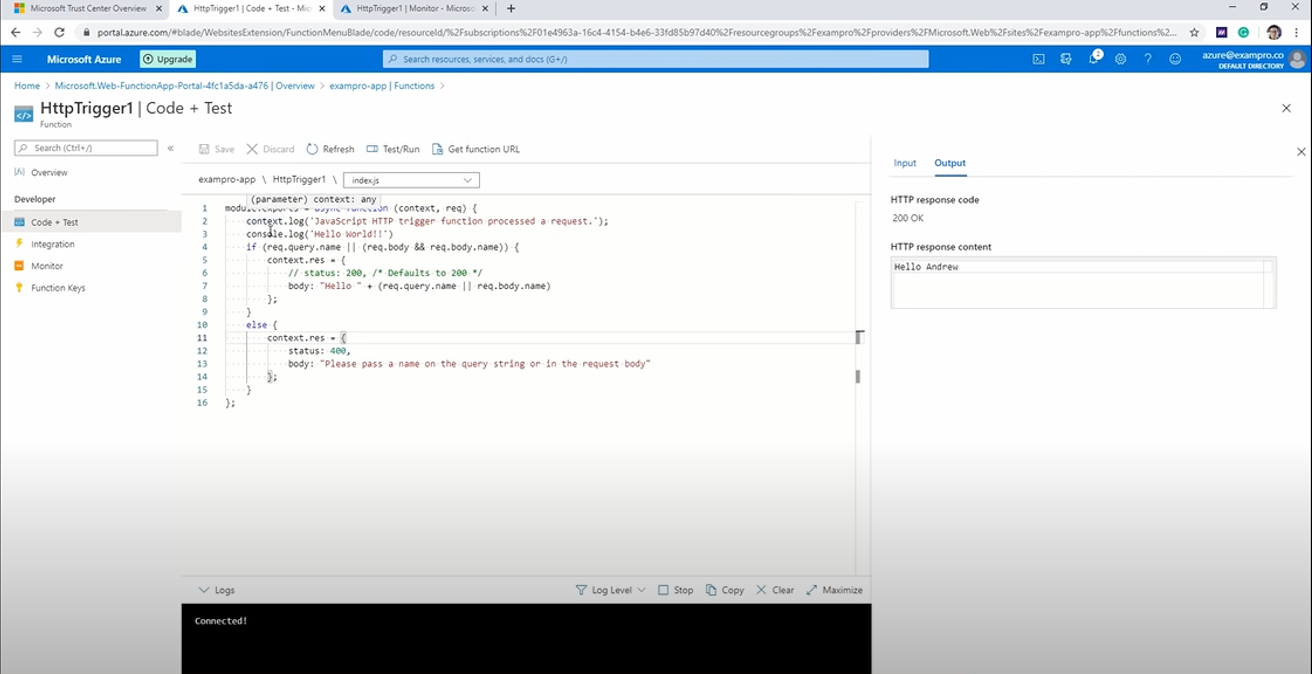 Microsoft Trust Center Overview
HttpTrigger1 | Code + Test - Mic
HttpTrigger1 | Monitor - Microso
portal.azure.com/#blade/WebsitesExtension/FunctionMenuBlade/code/resourceId/%2Fsubscriptions%2F01e4963a-16c4-4154-b4e6-33fd85b97d40%2Fresourcegroups%2Fexampro%2Fproviders%2FMicrosoft.Web%2Fsites%2Fexampro-app%2Ffunctions%2...
Microsoft Azure
Upgrade
Search resources, services, and docs (G+/)
2
azure@exampro.co
DEFAULT DIRECTORY
Home > Microsoft.Web-FunctionApp-Portal-4fc1a5da-a476 | Overview > exampro-app | Functions >
HttpTrigger1 | Code + Test
Function
Search (Ctrl+/)
«
Overview
Developer
Code + Test
Integration
Monitor
Function Keys
Save
Discard
Refresh
Test/Run
Get function URL
exampro-app \ HttpTrigger1 \ index.js
(parameter) context: any
1 module.exports = async function (context, req) {
2 context.log('JavaScript HTTP trigger function processed a request.');
3 console.log('Hello World!!')
4 if (req.query.name || (req.body && req.body.name)) {
5 context.res = {
6 // status: 200, /* Defaults to 200 */
7 body: "Hello " + (req.query.name || req.body.name)
8 };
9 }
10 else {
11 context.res = {
12 status: 400,
13 body: "Please pass a name on the query string or in the request body"
14 };
15 }
16 };
Logs
Log Level
Stop
Copy
Clear
Maximize
Connected!
Input
Output
HTTP response code
200 OK
HTTP response content
Hello Andrew